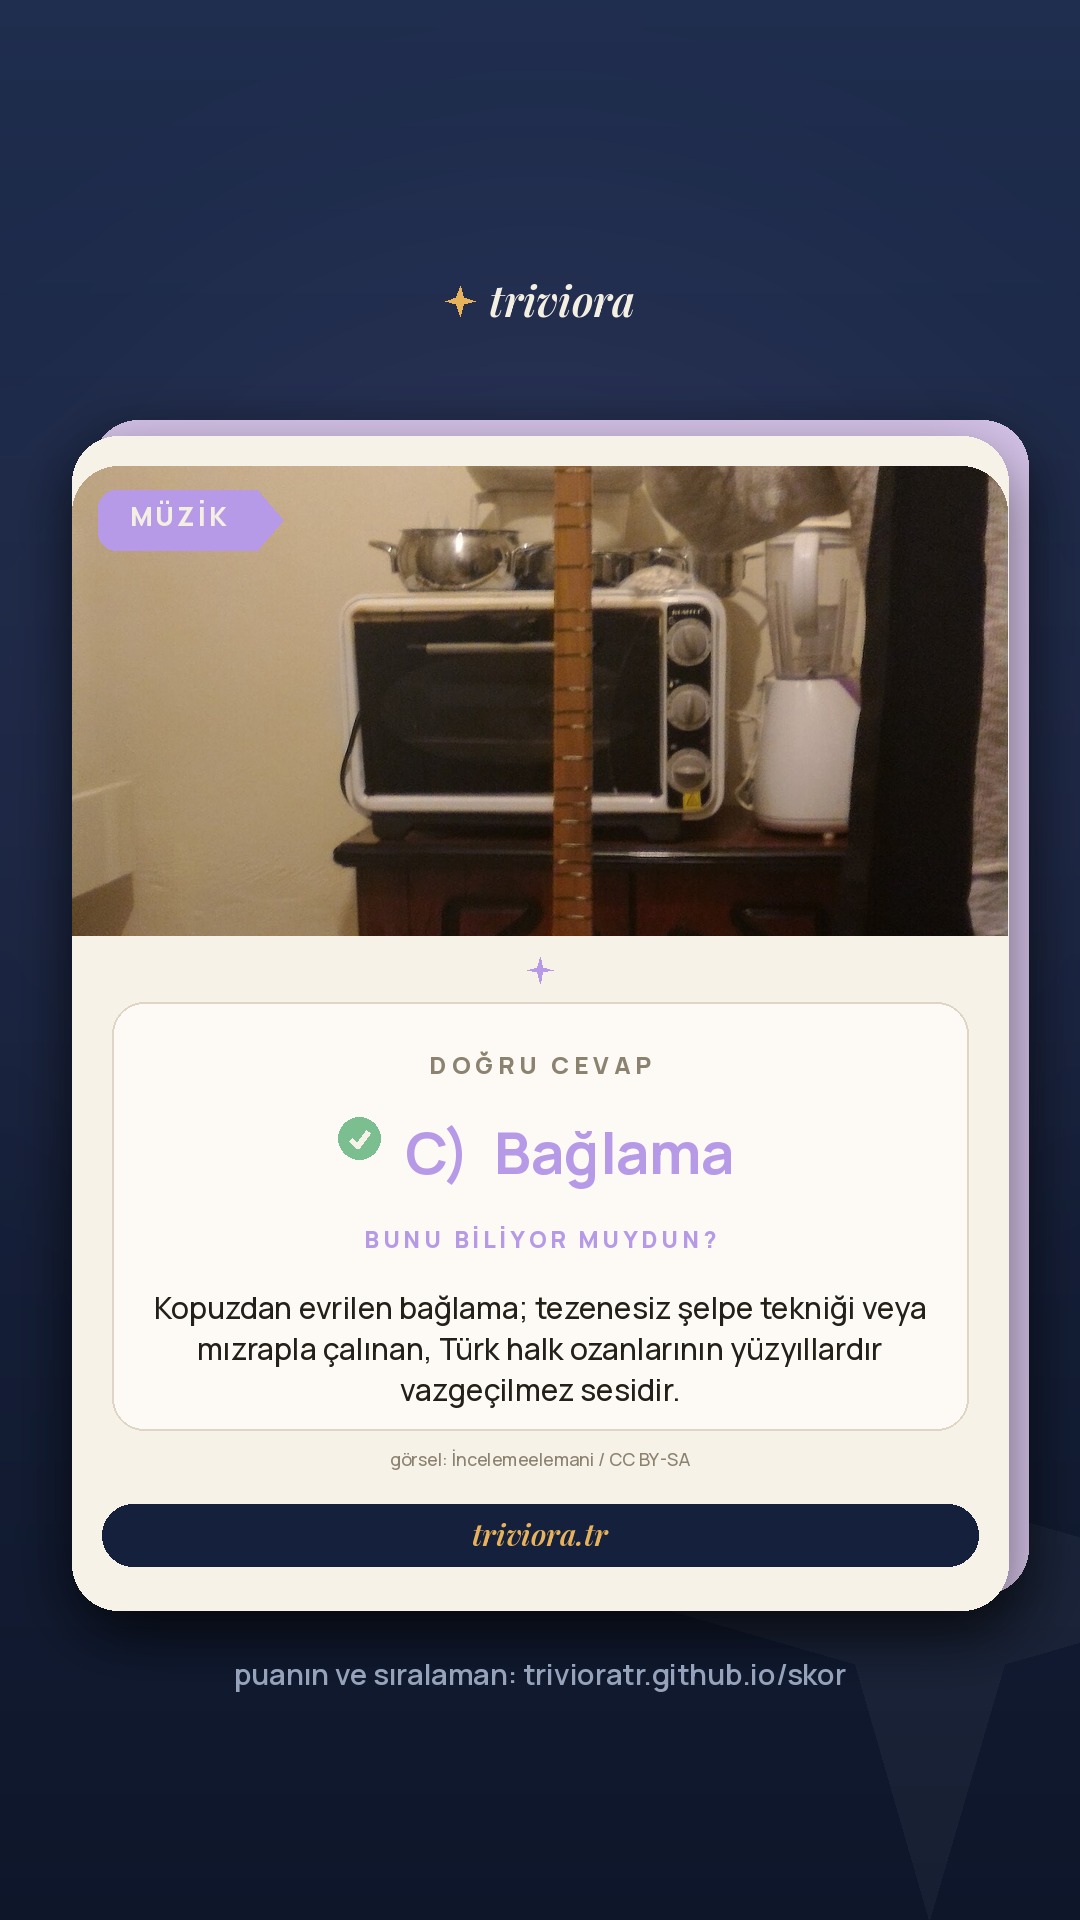 triviora
MÜZİK
DOĞRU CEVAP
C) Bağlama
BUNU BİLİYOR MUYDUN?
Kopuzdan evrilen bağlama; tezenesiz şelpe tekniği veya
mızrapla çalınan, Türk halk ozanlarının yüzyıllardır
vazgeçilmez sesidir.
görsel: İncelemeelemani / CC BY-SA
triviora.tr
puanın ve sıralaman: trivioratr.github.io/skor